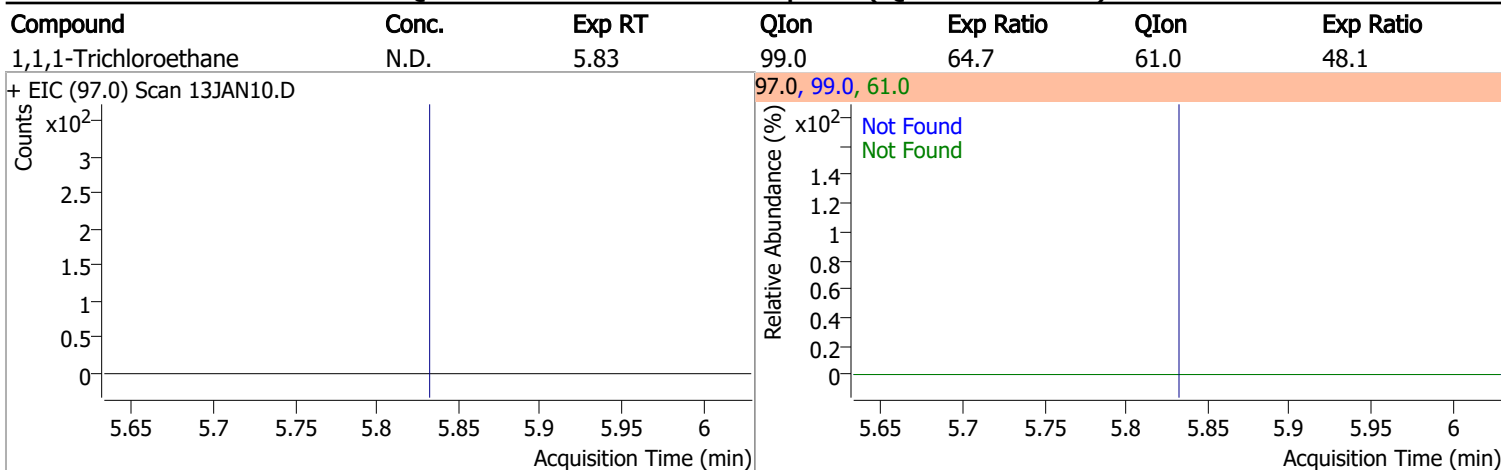 Compound Conc. Exp RT QIon Exp Ratio QIon Exp Ratio
1,1,1-Trichloroethane N.D. 5.83 99.0 64.7 61.0 48.1
+ EIC (97.0) Scan 13JAN10.D
Counts
x10²
3
2.5
2
1.5
1
0.5
0
5.65 5.7 5.75 5.8 5.85 5.9 5.95 6
Acquisition Time (min)
97.0, 99.0, 61.0
Relative Abundance (%)
x10²
Not Found
Not Found
1.4
1.2
1
0.8
0.6
0.4
0.2
0
5.65 5.7 5.75 5.8 5.85 5.9 5.95 6
Acquisition Time (min)